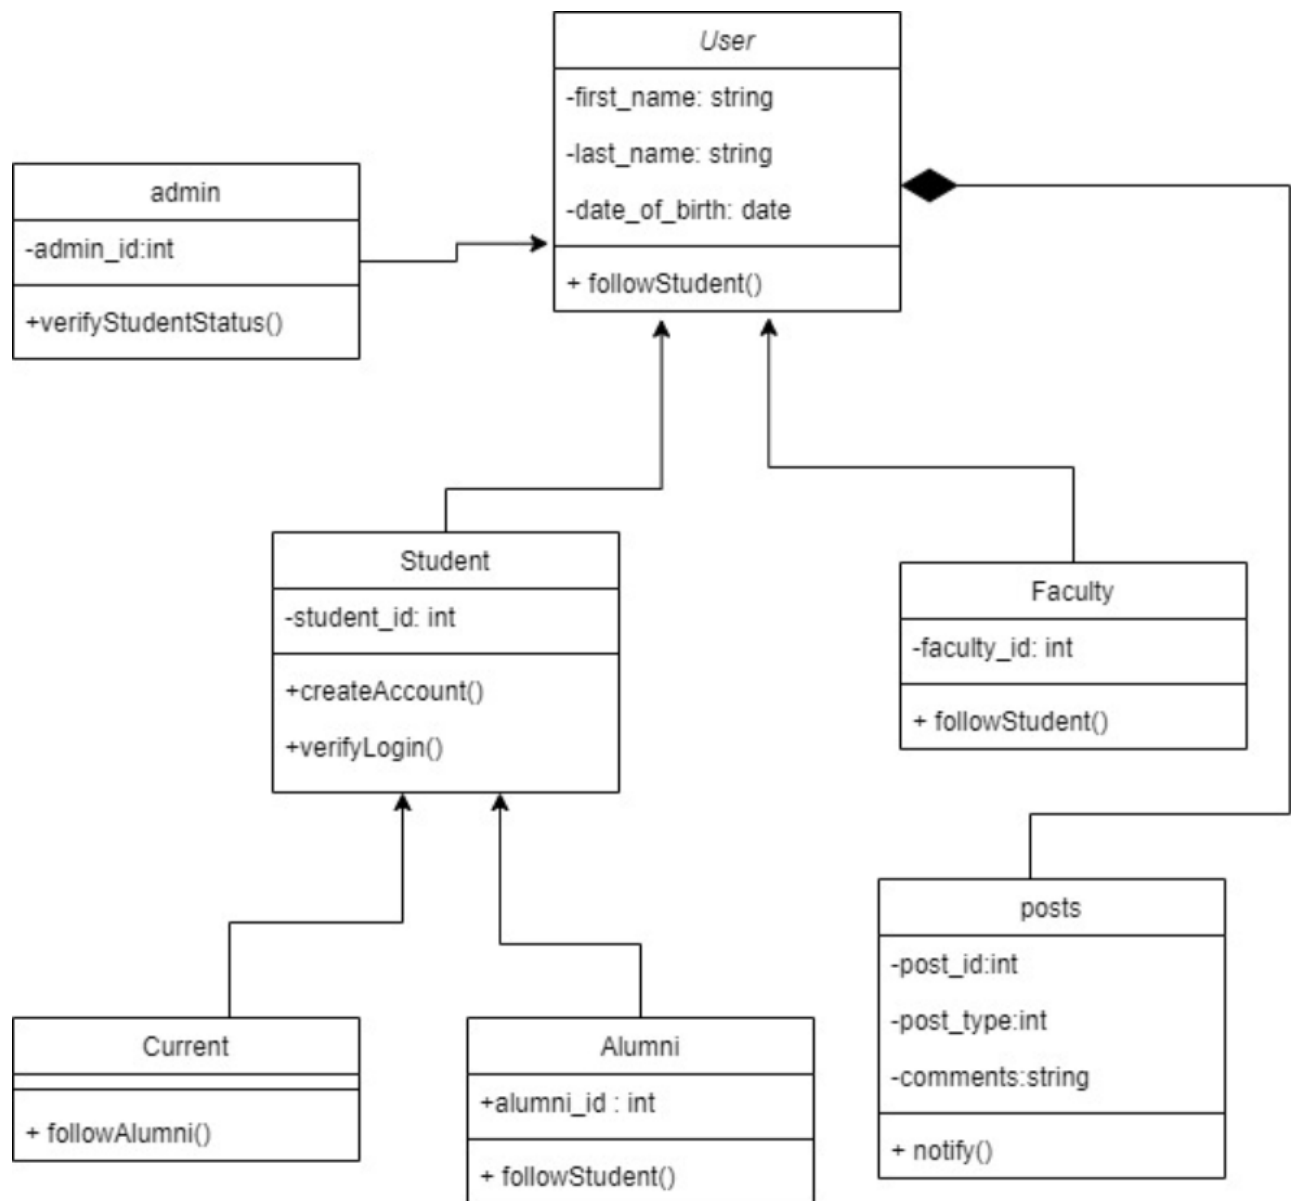 User
-first_name: string
-last_name: string
-date_of_birth: date
+ followStudent()
admin
-admin_id:int
+verifyStudentStatus()
Student
-student_id: int
+createAccount()
+verifyLogin()
Faculty
-faculty_id: int
+ followStudent()
Current
+ followAlumni()
Alumni
+alumni_id : int
+ followStudent()
posts
-post_id:int
-post_type:int
-comments:string
+ notify()